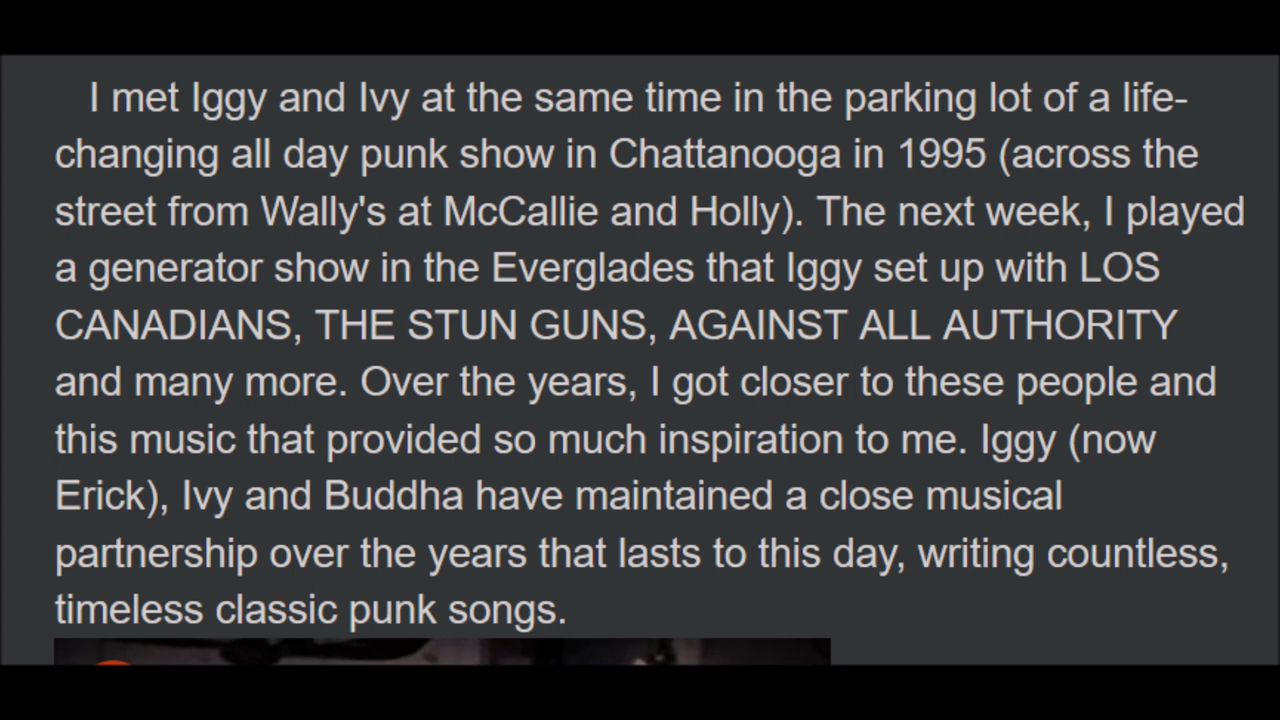 I met Iggy and Ivy at the same time in the parking lot of a life-
changing all day punk show in Chattanooga in 1995 (across the
street from Wally's at McCallie and Holly). The next week, I played
a generator show in the Everglades that Iggy set up with LOS
CANADIANS, THE STUN GUNS, AGAINST ALL AUTHORITY
and many more. Over the years, I got closer to these people and
this music that provided so much inspiration to me. Iggy (now
Erick), Ivy and Buddha have maintained a close musical
partnership over the years that lasts to this day, writing countless,
timeless classic punk songs.